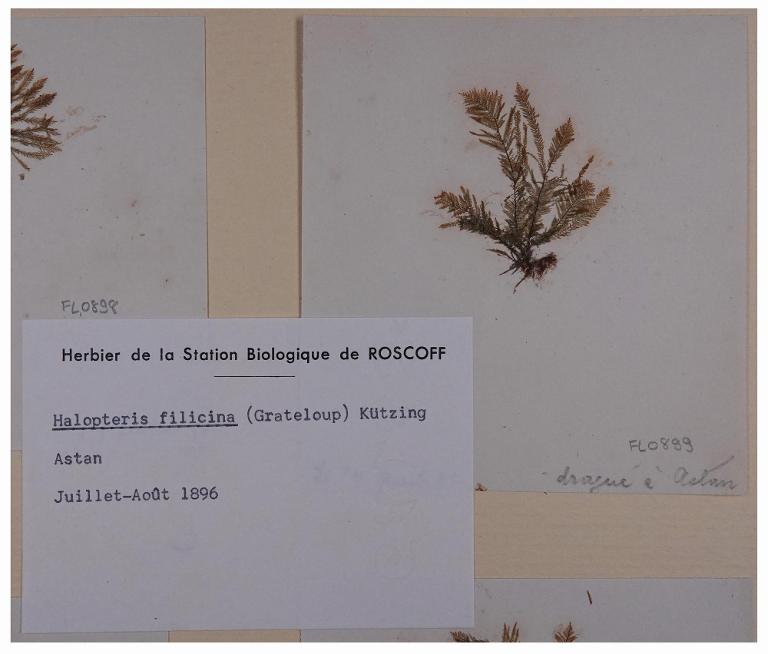 FL0898
Herbier de la Station Biologique de ROSCOFF
Halopteris filicina (Grateloup) Kützing
Astan
Juillet-Août 1896
FL0899
dragué à Astan